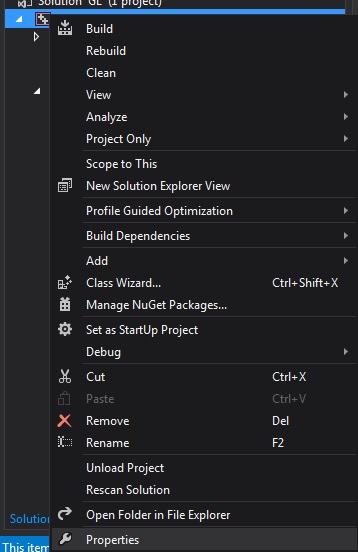 Solution 'GL' (1 project)
Build
Rebuild
Clean
View
Analyze
Project Only
Scope to This
New Solution Explorer View
Profile Guided Optimization
Build Dependencies
Add
Class Wizard... Ctrl+Shift+X
Manage NuGet Packages...
Set as StartUp Project
Debug
Cut Ctrl+X
Paste Ctrl+V
Remove Del
Rename F2
Unload Project
Rescan Solution
Open Folder in File Explorer
Solution
Properties
This item